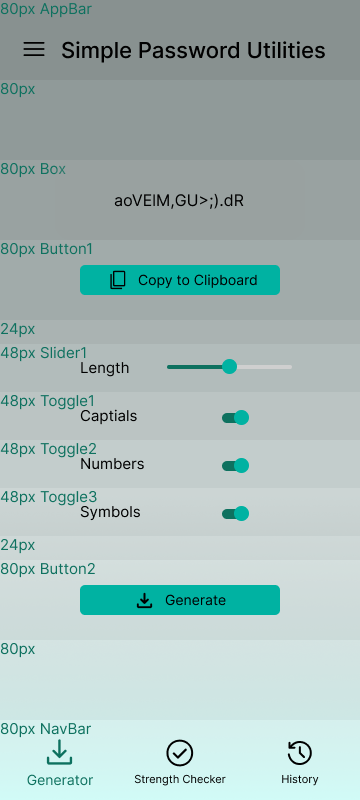 80px AppBar
Simple Password Utilities
80px
80px Box
aoVElM,GU>;).dR
80px Button1
Copy to Clipboard
24px
48px Slider1
Length
48px Toggle1
Captials
48px Toggle2
Numbers
48px Toggle3
Symbols
24px
80px Button2
Generate
80px
80px NavBar
Generator
Strength Checker
History